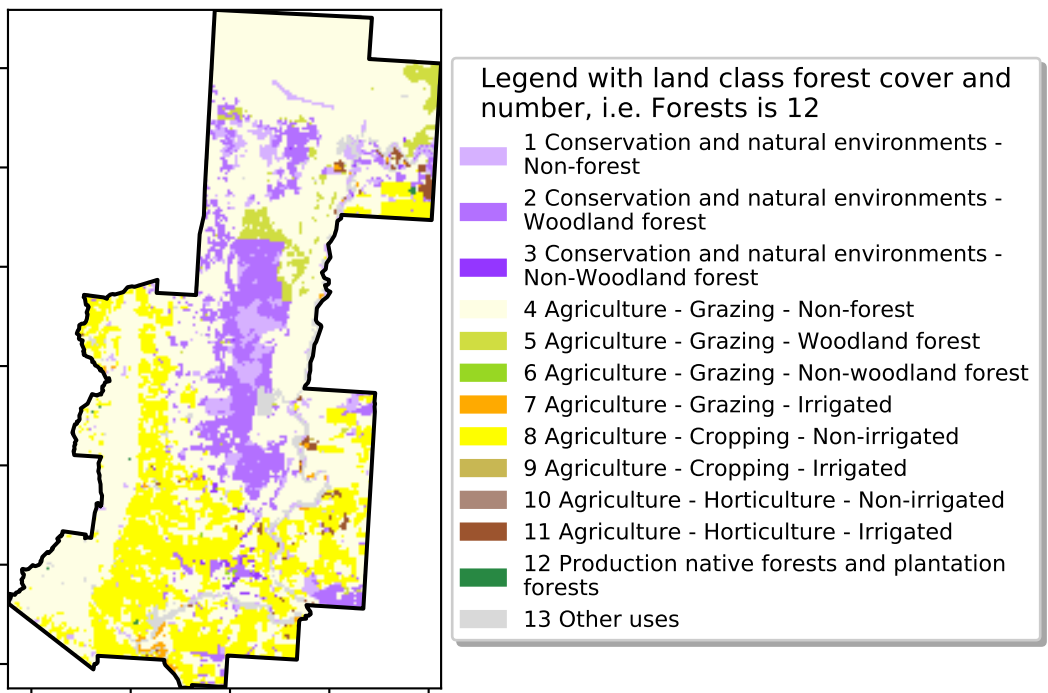 Legend with land class forest cover and
number, i.e. Forests is 12
1 Conservation and natural environments -
Non-forest
2 Conservation and natural environments -
Woodland forest
3 Conservation and natural environments -
Non-Woodland forest
4 Agriculture - Grazing - Non-forest
5 Agriculture - Grazing - Woodland forest
6 Agriculture - Grazing - Non-woodland forest
7 Agriculture - Grazing - Irrigated
8 Agriculture - Cropping - Non-irrigated
9 Agriculture - Cropping - Irrigated
10 Agriculture - Horticulture - Non-irrigated
11 Agriculture - Horticulture - Irrigated
12 Production native forests and plantation
forests
13 Other uses